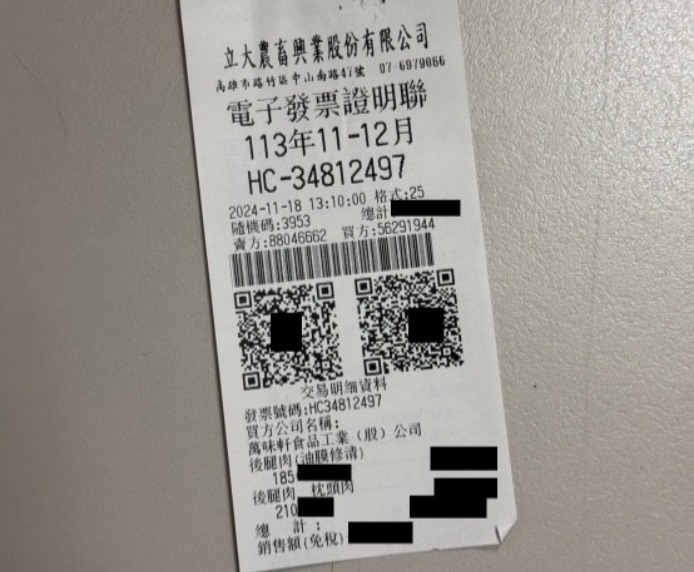 立大農畜興業股份有限公司
高雄市路竹區中山南路47號 07-6979066
電子發票證明聯
113年11-12月
HC-34812497
2024-11-18 13:10:00 格式:25
隨機碼:3953 總計
賣方:88046662 買方:56291944
交易明細資料
發票號碼:HC34812497
買方公司名稱:
萬味軒食品工業(股)公司
後腿肉(油膜修清)
185
後腿肉 枕頭肉
210
總 計:
銷售額(免稅)